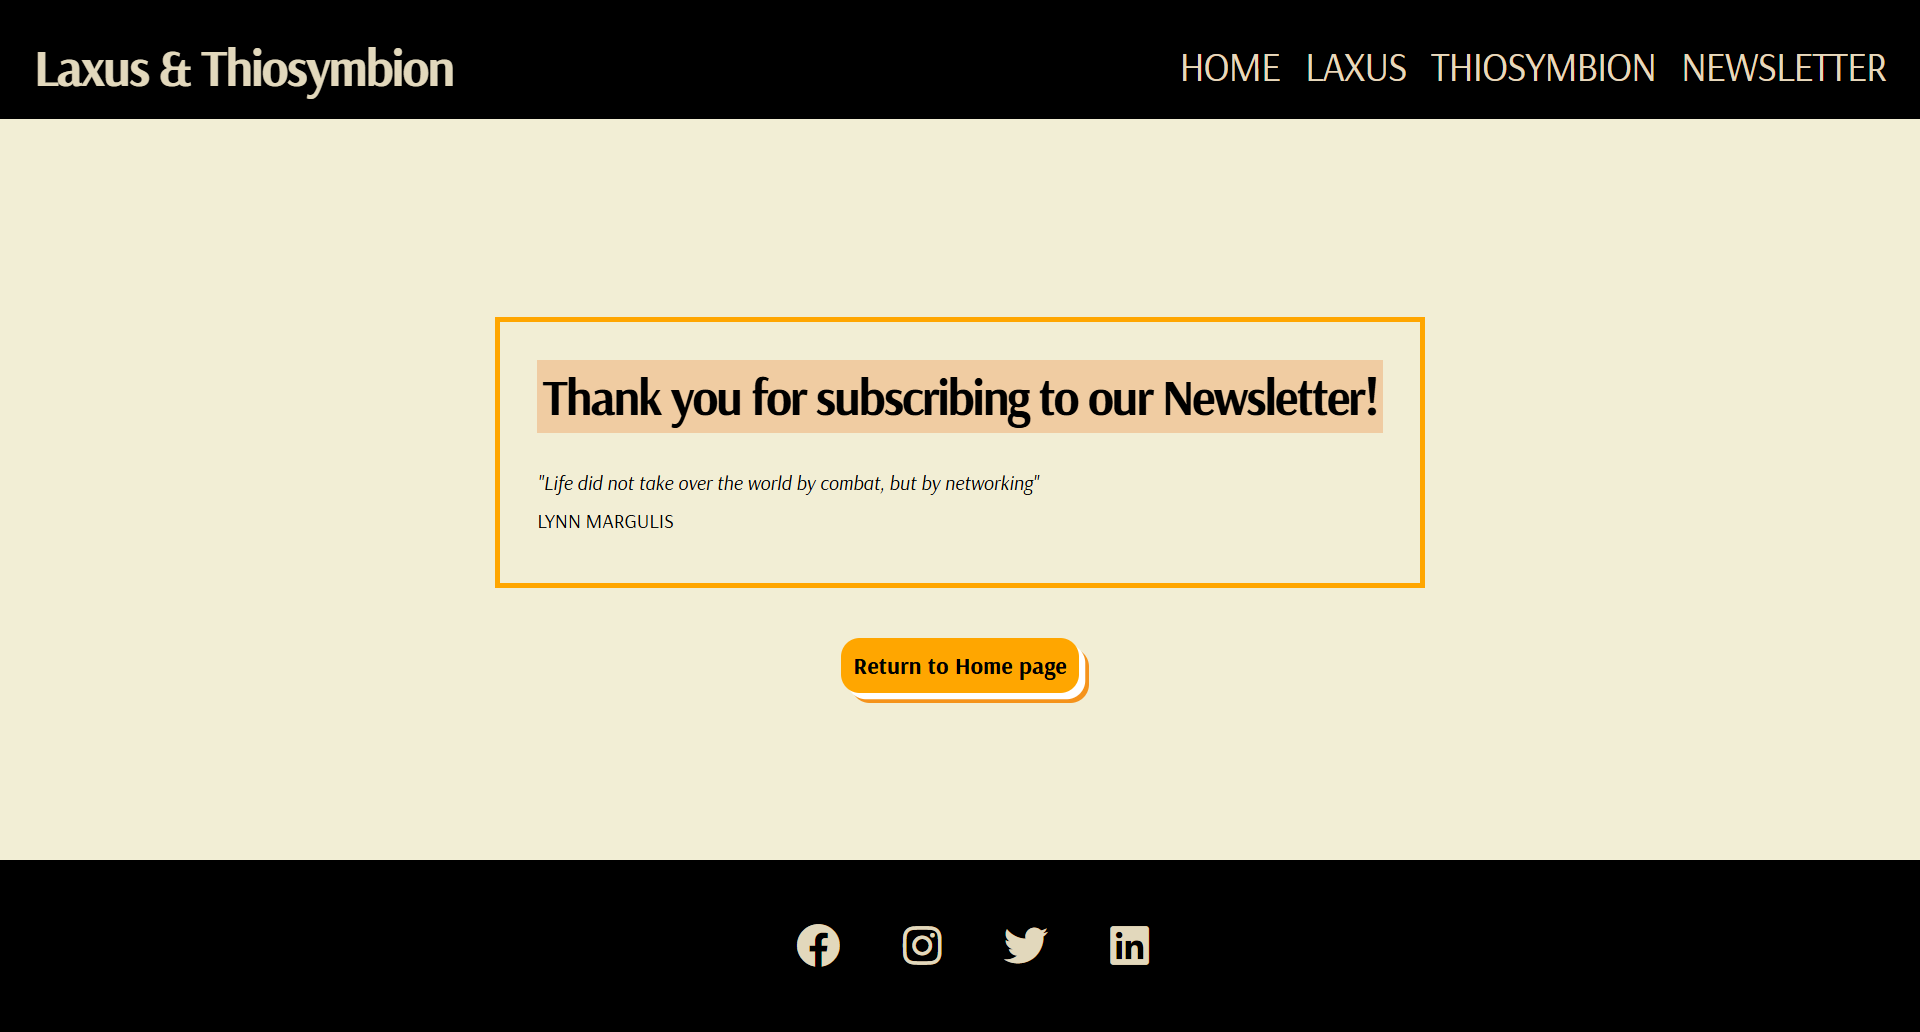 Laxus & Thiosymbion
HOME LAXUS THIOSYMBION NEWSLETTER
Thank you for subscribing to our Newsletter!
"Life did not take over the world by combat, but by networking"
LYNN MARGULIS
Return to Home page